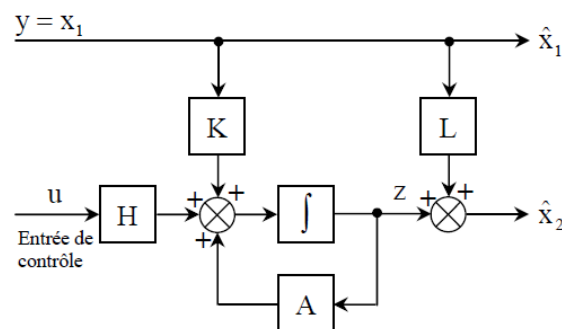 y = x₁
x̂₁
K
L
u
H
+
+
+
∫
z
+
+
x̂₂
Entrée de
contrôle
A